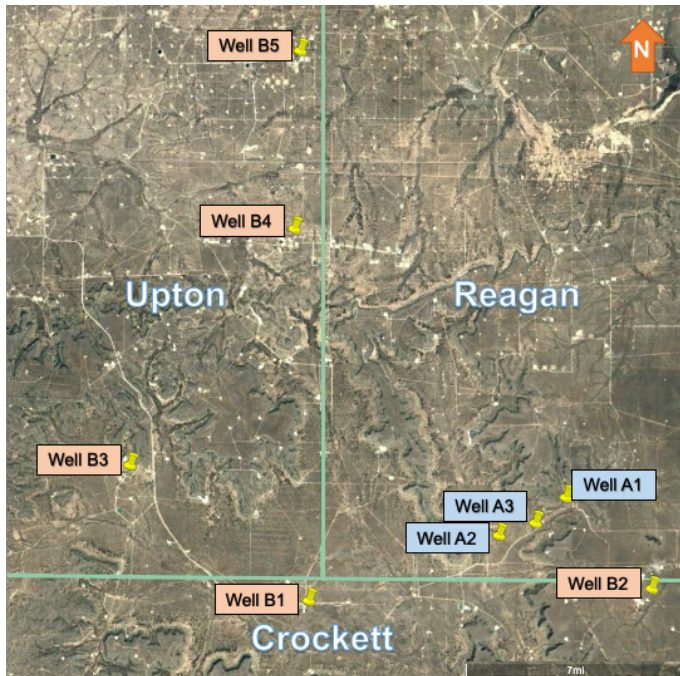 Well B5
N
Well B4
Upton
Reagan
Well B3
Well A1
Well A3
Well A2
Well B2
Well B1
Crockett
7mi